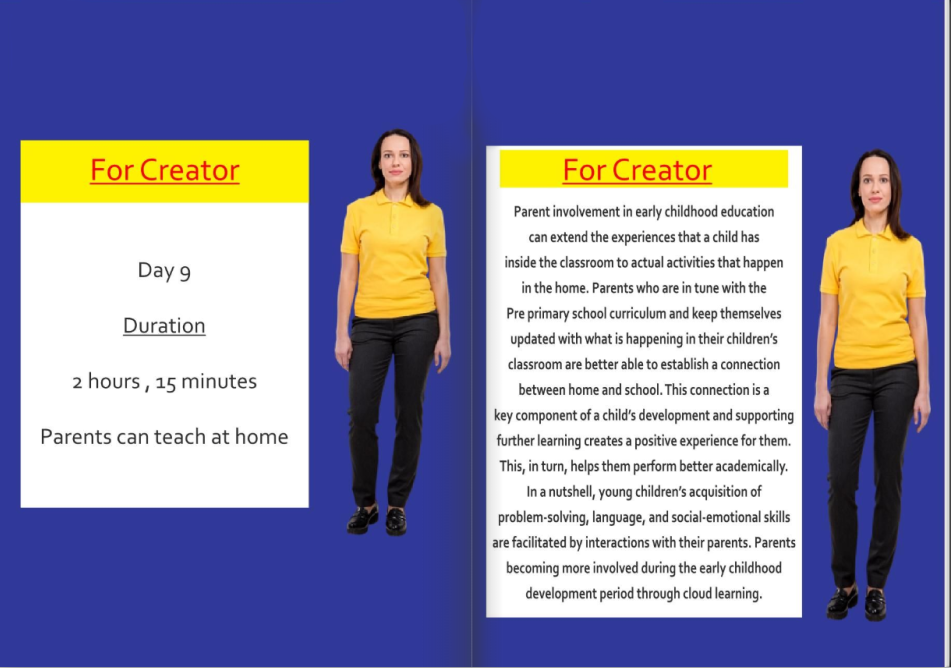 For Creator
Day 9
Duration
2 hours , 15 minutes
Parents can teach at home
For Creator
Parent involvement in early childhood education
can extend the experiences that a child has
inside the classroom to actual activities that happen
in the home. Parents who are in tune with the
Pre primary school curriculum and keep themselves
updated with what is happening in their children's
classroom are better able to establish a connection
between home and school. This connection is a
key component of a child's development and supporting
further learning creates a positive experience for them.
This, in turn, helps them perform better academically.
In a nutshell, young children's acquisition of
problem-solving, language, and social-emotional skills
are facilitated by interactions with their parents. Parents
becoming more involved during the early childhood
development period through cloud learning.